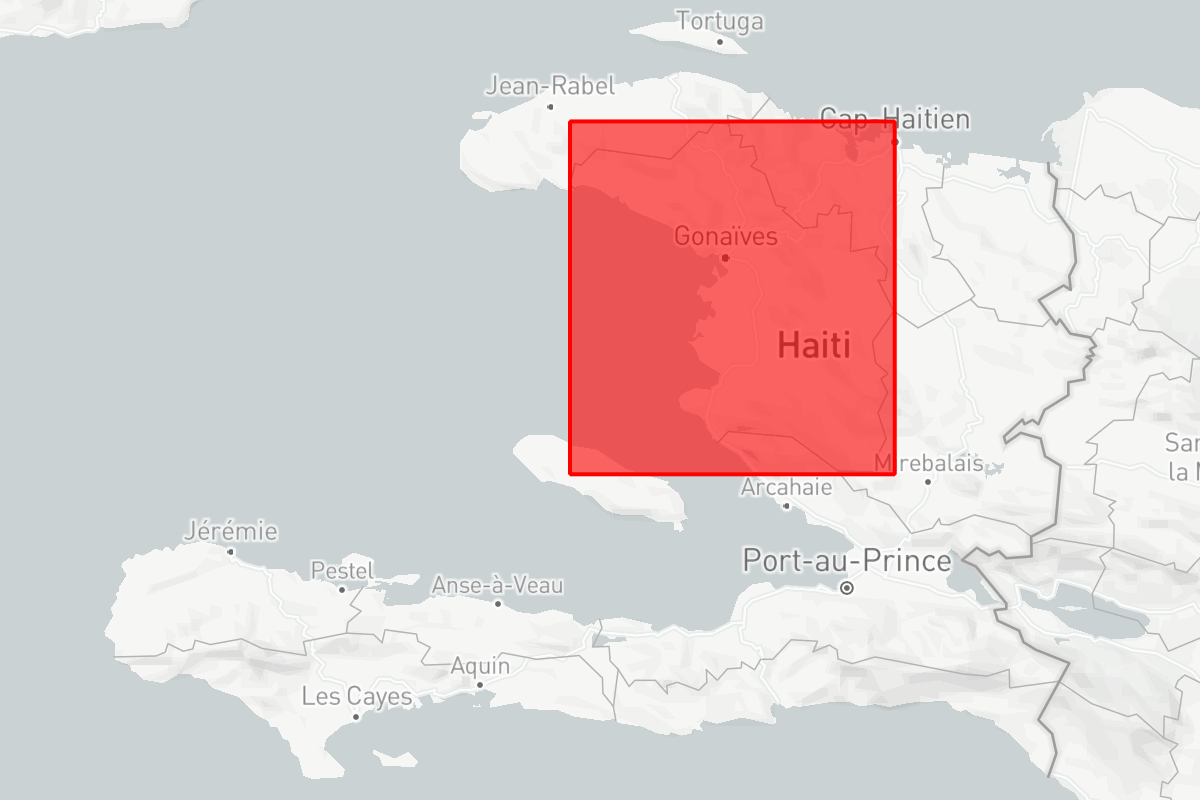 Tortuga
Jean-Rabel
Cap-Haitien
Gonaïves
Haiti
San
la M
Mirebalais
Arcahaie
Jérémie
Port-au-Prince
Pestel
Anse-à-Veau
Aquin
Les Cayes